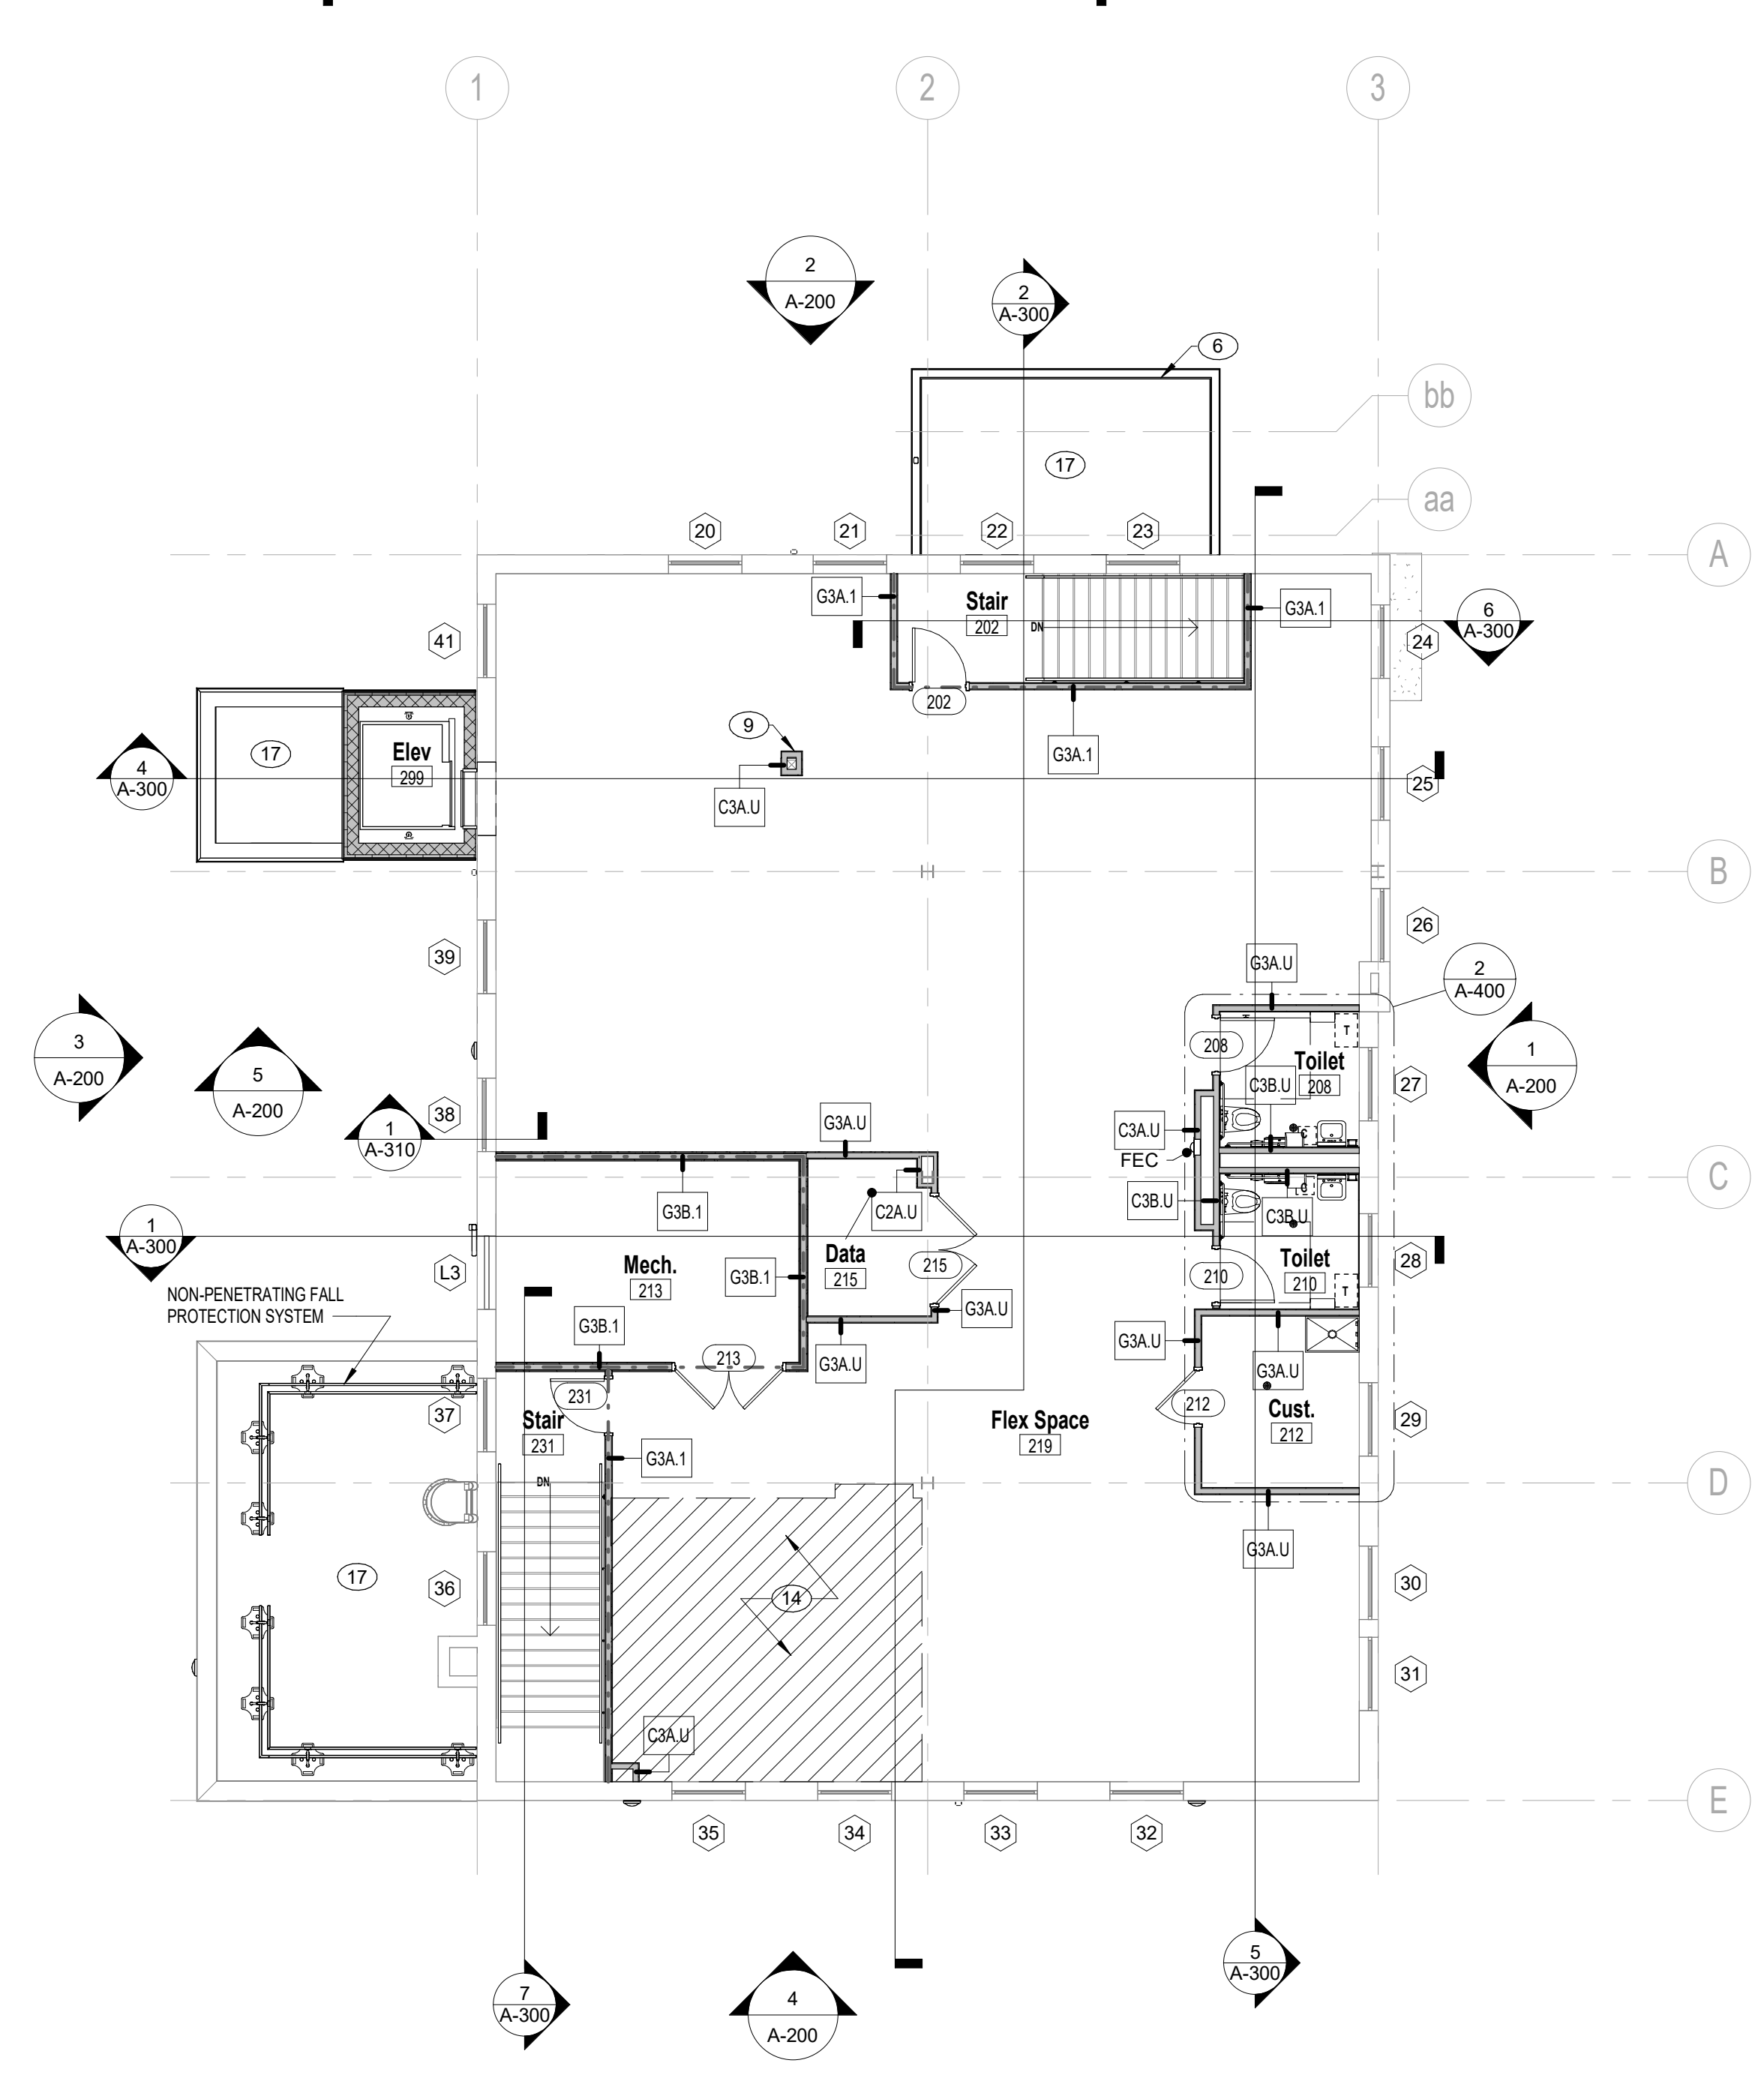 1
2
3
2
A-200
2
A-300
6
bb
17
aa
20
21
22
23
A
G3A.1
Stair
202
DN
G3A.1
6
A-300
41
24
202
9
17
Elev
299
G3A.1
4
A-300
25
C3A.U
B
39
26
G3A.U
2
A-400
3
A-200
5
A-200
208
Toilet
208
T
1
A-200
27
C3B.U
38
1
A-310
G3A.U
C3A.U
FEC
C
C
G3B.1
C2A.U
C3B.U
C
C3B.U
1
A-300
L3
Mech.
213
G3B.1
Data
215
215
210
Toilet
210
T
28
NON-PENETRATING FALL
PROTECTION SYSTEM
G3B.1
G3A.U
G3A.U
213
G3A.U
G3A.U
231
37
Stair
231
G3A.1
Flex Space
219
212
Cust.
212
29
DN
D
G3A.U
17
36
14
30
31
C3A.U
E
35
34
33
32
7
A-300
4
A-200
5
A-300